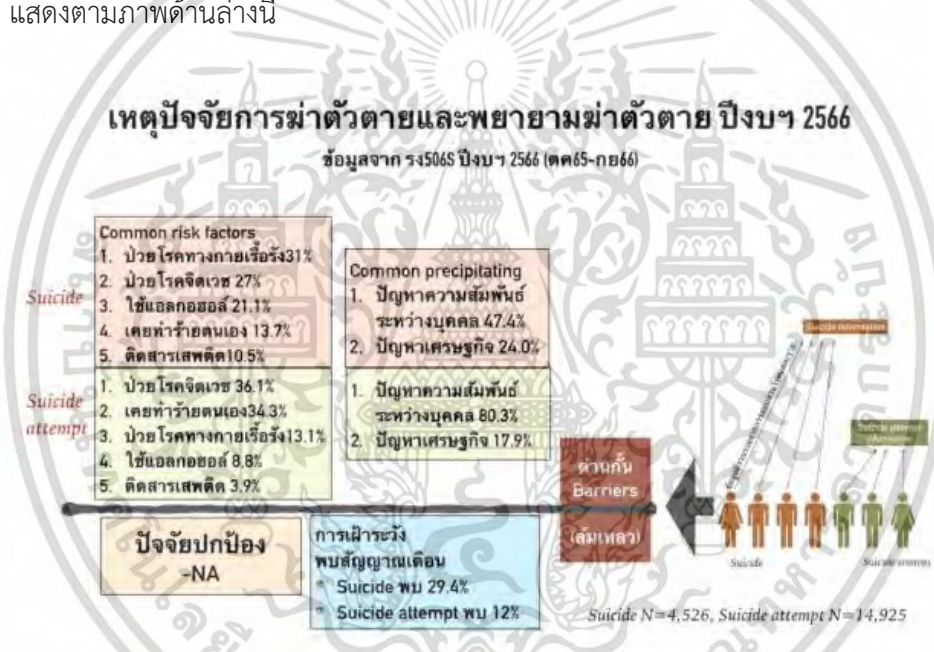 แสดงตามภาพด้านล่างนี้
เหตุปัจจัยการฆ่าตัวตายและพยายามฆ่าตัวตาย ปีงบฯ 2566
ข้อมูลจาก รง506S ปีงบฯ 2566 (ตค65-กย66)
Suicide
Common risk factors
1. ป่วยโรคทางกายเรื้อรัง31%
2. ป่วยโรคจิตเวช 27%
3. ใช้แอลกอฮอล์ 21.1%
4. เคยทำร้ายตนเอง 13.7%
5. ติดสารเสพติด10.5%
Common precipitating
1. ปัญหาความสัมพันธ์
ระหว่างบุคคล 47.4%
2. ปัญหาเศรษฐกิจ 24.0%
Suicide
attempt
1. ป่วยโรคจิตเวช 36.1%
2. เคยทำร้ายตนเอง34.3%
3. ป่วยโรคทางกายเรื้อรัง13.1%
4. ใช้แอลกอฮอล์ 8.8%
5. ติดสารเสพติด 3.9%
1. ปัญหาความสัมพันธ์
ระหว่างบุคคล 80.3%
2. ปัญหาเศรษฐกิจ 17.9%
ด่านกั้น
Barriers
(ล้มเหลว)
ปัจจัยปกป้อง
-NA
การเฝ้าระวัง
พบสัญญาณเตือน
• Suicide พบ 29.4%
• Suicide attempt พบ 12%
Suicide
Suicide attempt
Suicide N=4,526, Suicide attempt N=14,925